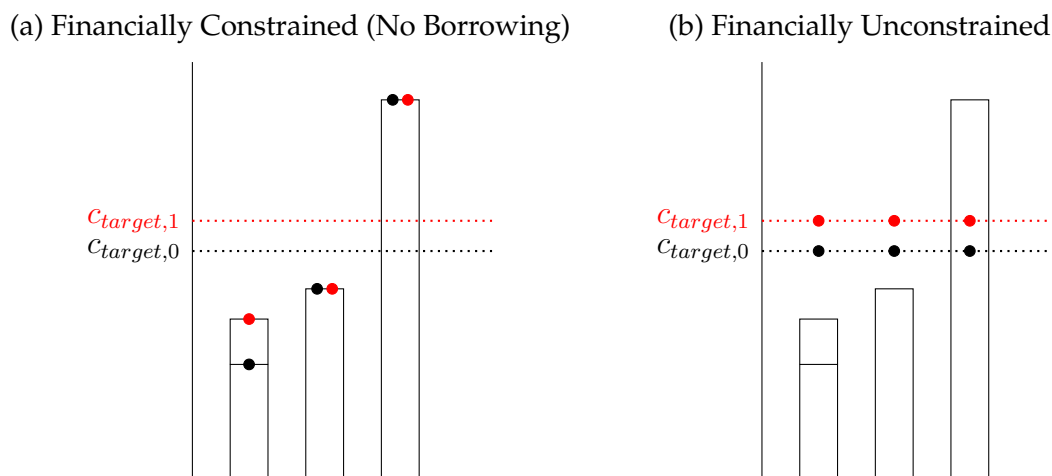 (a) Financially Constrained (No Borrowing)
c_{target,1}
c_{target,0}
(b) Financially Unconstrained
c_{target,1}
c_{target,0}